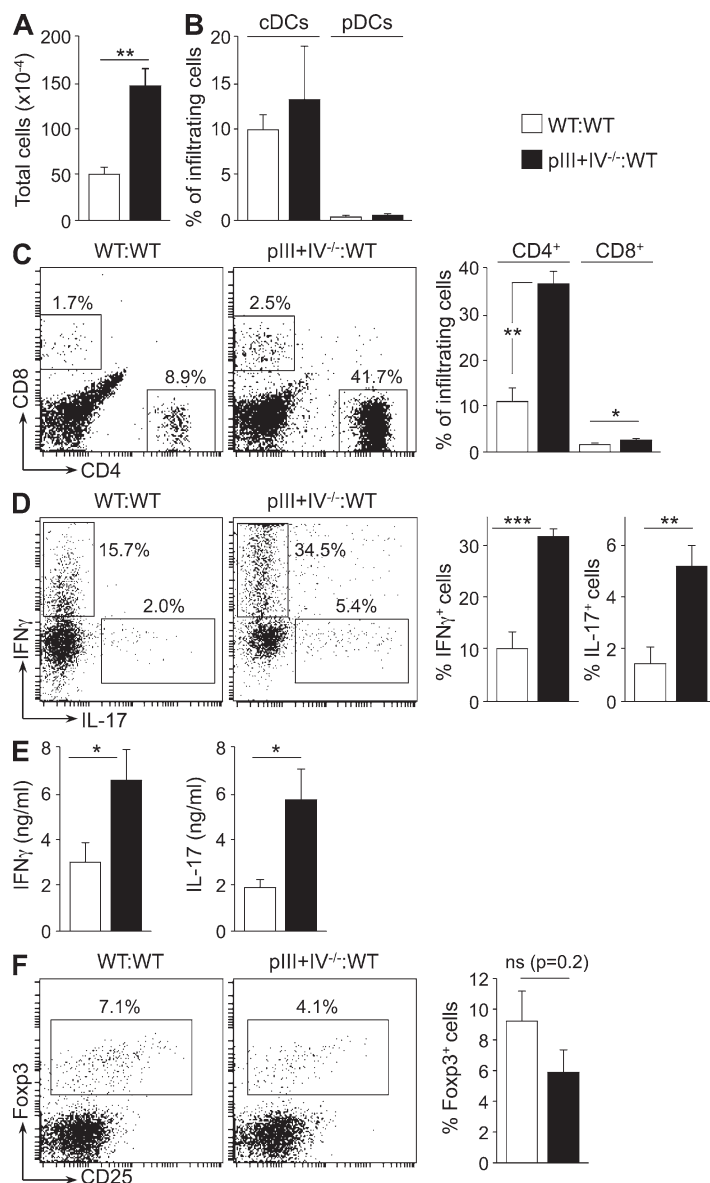 A
**
Total cells (x10-4)
200
150
100
50
0
B
cDCs pDCs
% of infiltrating cells
20
15
10
5
0
WT:WT
pIII+IV-/-:WT
C
WT:WT pIII+IV-/-:WT
1.7% 2.5%
8.9% 41.7%
CD8
CD4
CD4+ CD8+
% of infiltrating cells
40
30
20
10
0
**
*
D
WT:WT pIII+IV-/-:WT
15.7% 34.5%
2.0% 5.4%
IFNγ
IL-17
***
% IFNγ+ cells
30
20
10
0
**
% IL-17+ cells
6
4
2
0
E
*
IFNγ (ng/ml)
8
6
4
2
0
*
IL-17 (ng/ml)
8
6
4
2
0
F
WT:WT pIII+IV-/-:WT
7.1% 4.1%
Foxp3
CD25
ns (p=0.2)
% Foxp3+ cells
12
10
8
6
4
2
0